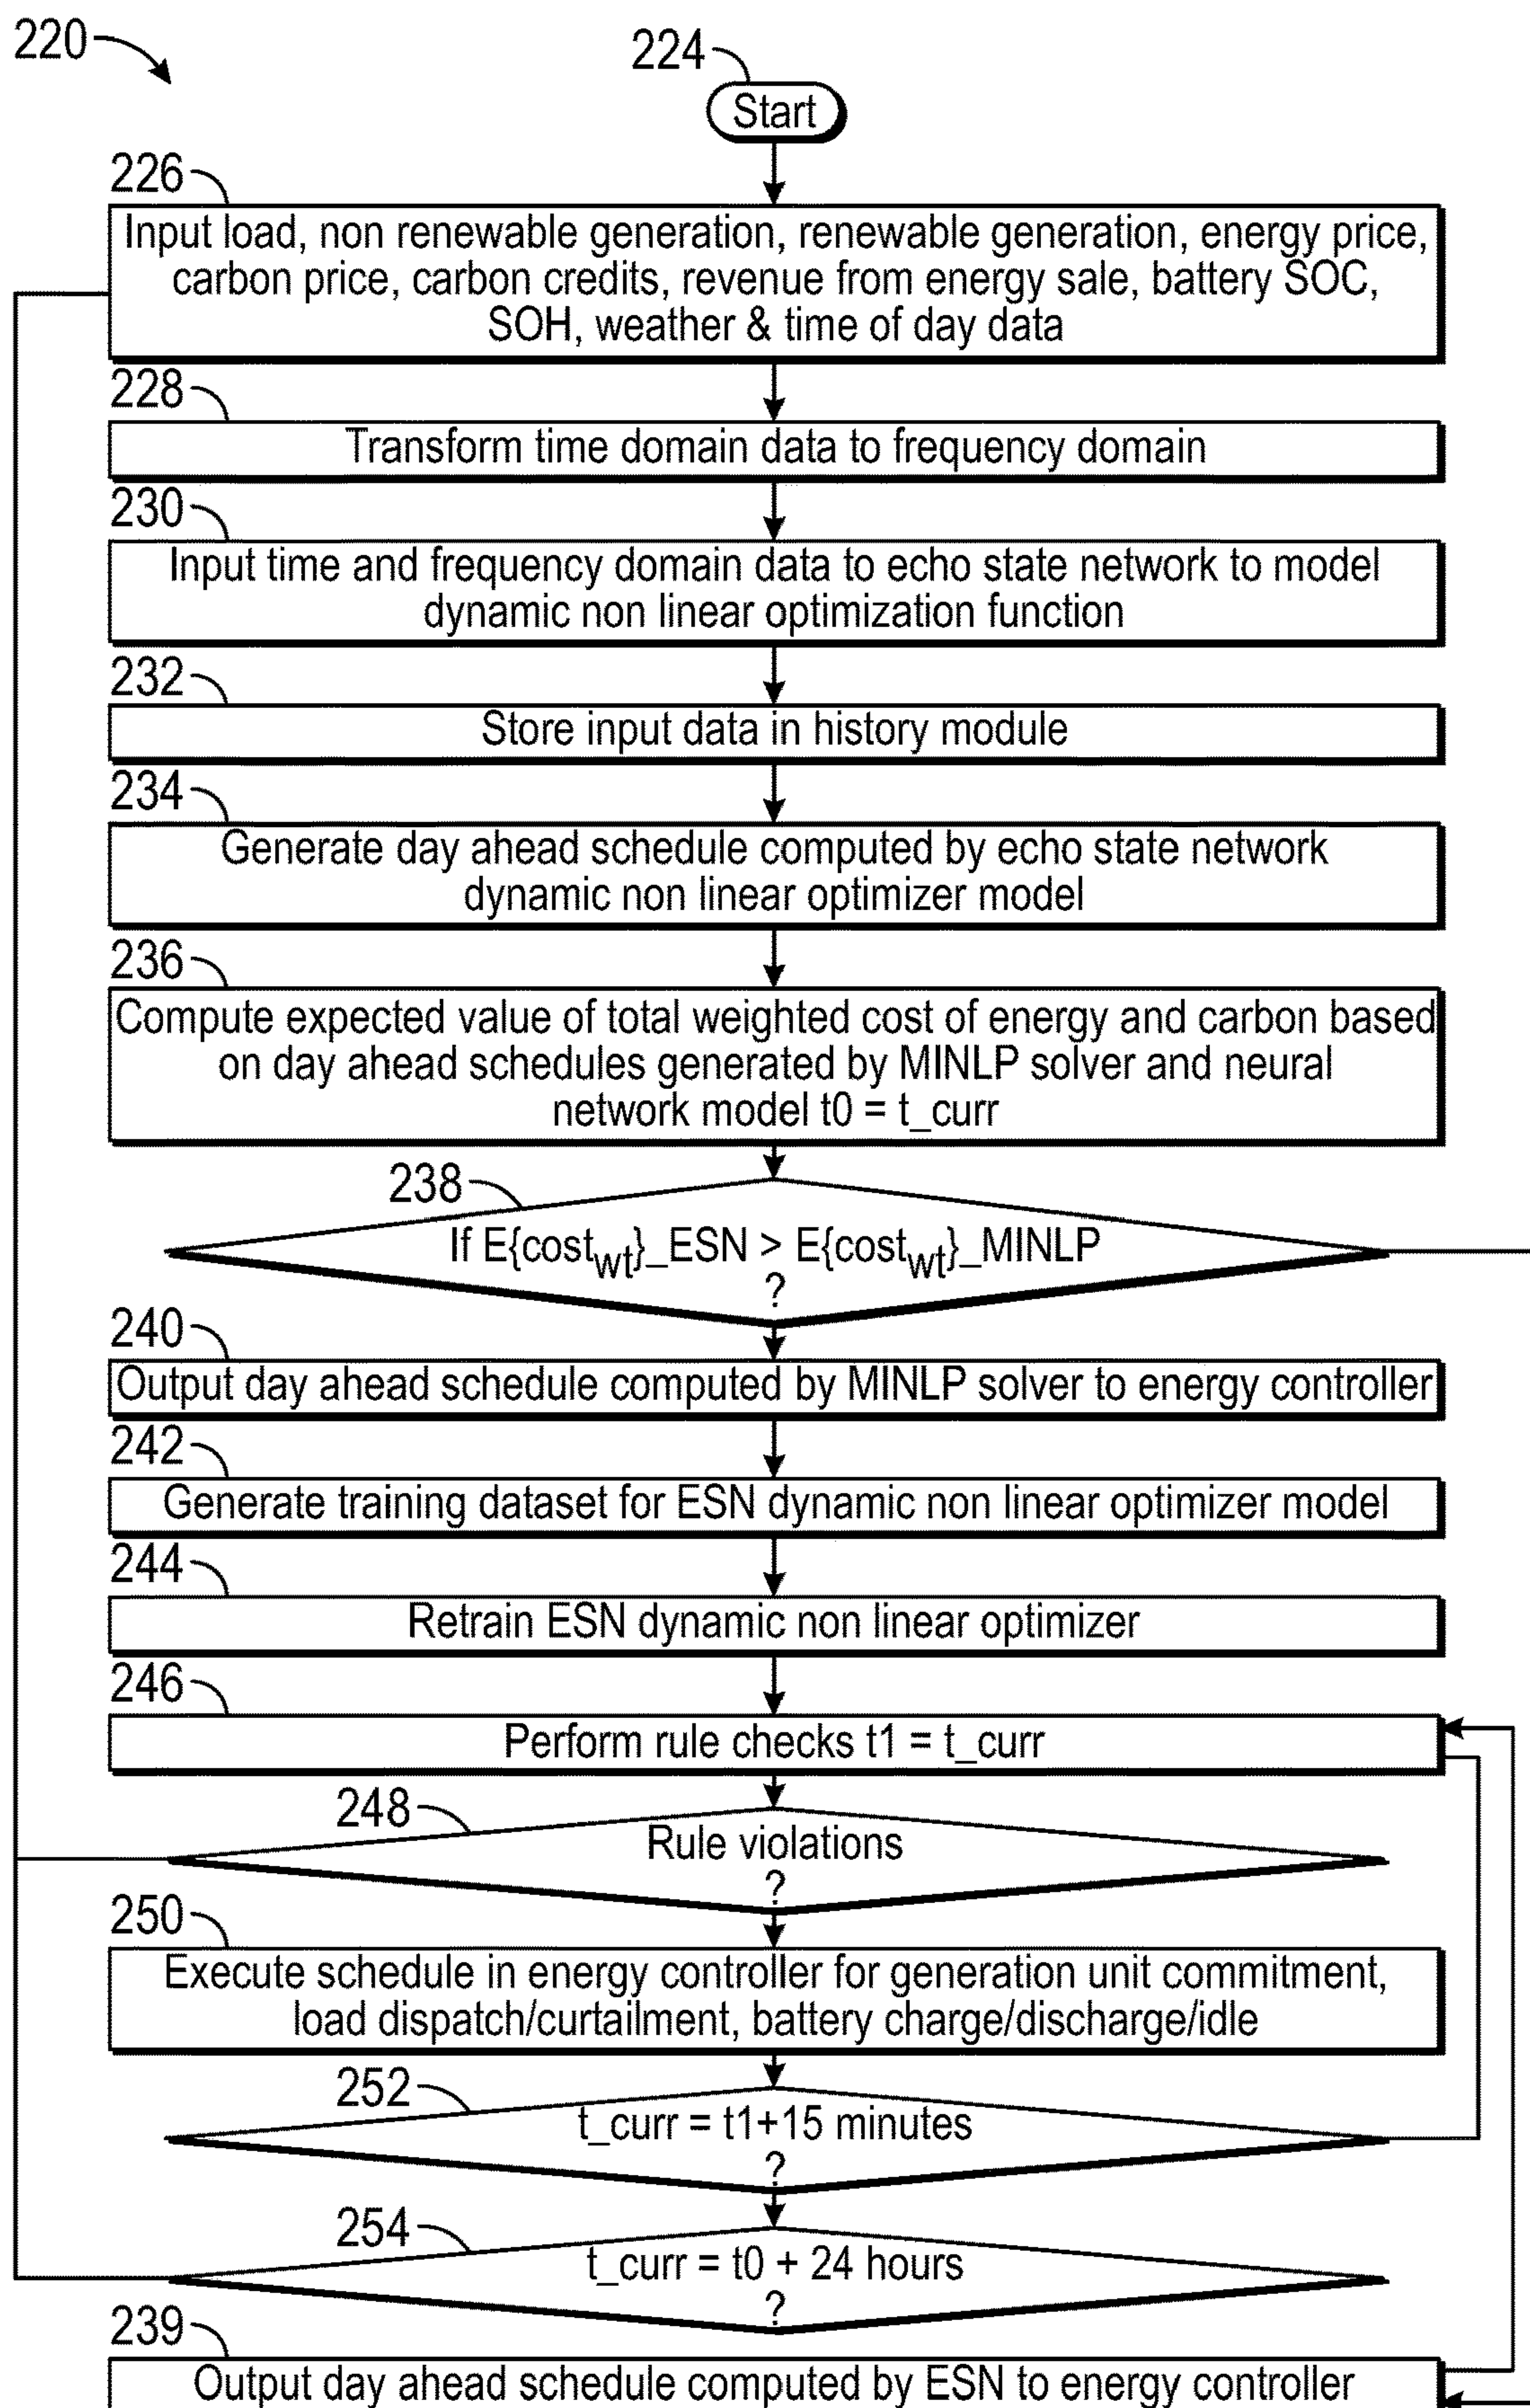 220
224
Start
226
Input load, non renewable generation, renewable generation, energy price,
carbon price, carbon credits, revenue from energy sale, battery SOC,
SOH, weather & time of day data
228
Transform time domain data to frequency domain
230
Input time and frequency domain data to echo state network to model
dynamic non linear optimization function
232
Store input data in history module
234
Generate day ahead schedule computed by echo state network
dynamic non linear optimizer model
236
Compute expected value of total weighted cost of energy and carbon based
on day ahead schedules generated by MINLP solver and neural
network model t0 = t_curr
238
If E{cost_wt}_ESN > E{cost_wt}_MINLP
?
240
Output day ahead schedule computed by MINLP solver to energy controller
242
Generate training dataset for ESN dynamic non linear optimizer model
244
Retrain ESN dynamic non linear optimizer
246
Perform rule checks t1 = t_curr
248
Rule violations
?
250
Execute schedule in energy controller for generation unit commitment,
load dispatch/curtailment, battery charge/discharge/idle
252
t_curr = t1+15 minutes
?
254
t_curr = t0 + 24 hours
?
239
Output day ahead schedule computed by ESN to energy controller